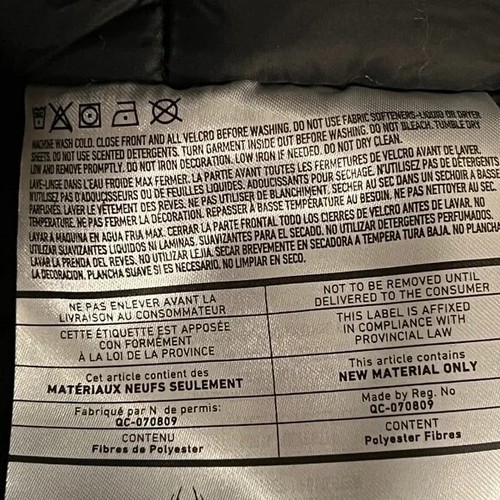 MACHINE WASH COLD. CLOSE FRONT AND ALL VELCRO BEFORE WASHING. DO NOT USE FABRIC SOFTENERS-LIQUID OR DRYER
SHEETS. DO NOT USE SCENTED DETERGENTS. TURN GARMENT INSIDE OUT BEFORE WASHING. DO NOT BLEACH. TUMBLE DRY
LOW AND REMOVE PROMPTLY. DO NOT IRON DECORATION. LOW IRON IF NEEDED. DO NOT DRY CLEAN.
LAVE-LINGE DANS L'EAU FROIDE MAX FERMER. LA PARTIE AVANT TOUTES LES FERMETURES DE VELCRO AVANT DE LAVER.
N'UTILISEZ PAS D'ADOUCISSEURS OU DE FEUILLES LIQUIDES. ADOUCISSANTS POUR SECHAGE. N'UTILISEZ PAS DE DÉTERGENTS
PARFUMÉS. LAVER LE VÊTEMENT DES REVES. NE PAS UTILISER DE BLANCHIMENT. SÉCHER AU SEC DANS UN SECHOIR A BASSE
TEMPÉRATURE. NE PAS FERMER LA DÉCORATION. REPASSER À BASSE TEMPÉRATURE AU BESOIN. NE PAS NETTOYER AU SEC.
LAVAR A MAQUINA EN AGUA FRIA MAX. CERRAR LA PARTE FRONTAL TODO LOS CIERRES DE VELCRO ANTES DE LAVAR. NO
UTILIZAR SUAVIZANTES LIQUIDOS NI LAMINAS, SUAVIZANTES PARA EL SECADO. NO UTILIZAR DETERGENTES PERFUMADOS.
LAVAR LA PRENDA DEL REVES. NO UTILIZAR LEJIA. SECAR BREVEMENTE EN SECADORA A TEMPERA TURA BAJA. NO PLANCHA
LA DECORACION. PLANCHA SUAVE SI ES NECESARIO. NO LIMPIAR EN SECO.
NE PAS ENLEVER AVANT LA
LIVRAISON AU CONSOMMATEUR
CETTE ÉTIQUETTE EST APPOSÉE
CON FORMÉMENT
À LA LOI DE LA PROVINCE
Cet article contient des
MATÉRIAUX NEUFS SEULEMENT
Fabriqué par N de permis:
QC-070809
CONTENU
Fibres de Polyester
NOT TO BE REMOVED UNTIL
DELIVERED TO THE CONSUMER
THIS LABEL IS AFFIXED
IN COMPLIANCE WITH
PROVINCIAL LAW
This article contains
NEW MATERIAL ONLY
Made by Reg. No
QC-070809
CONTENT
Polyester Fibres